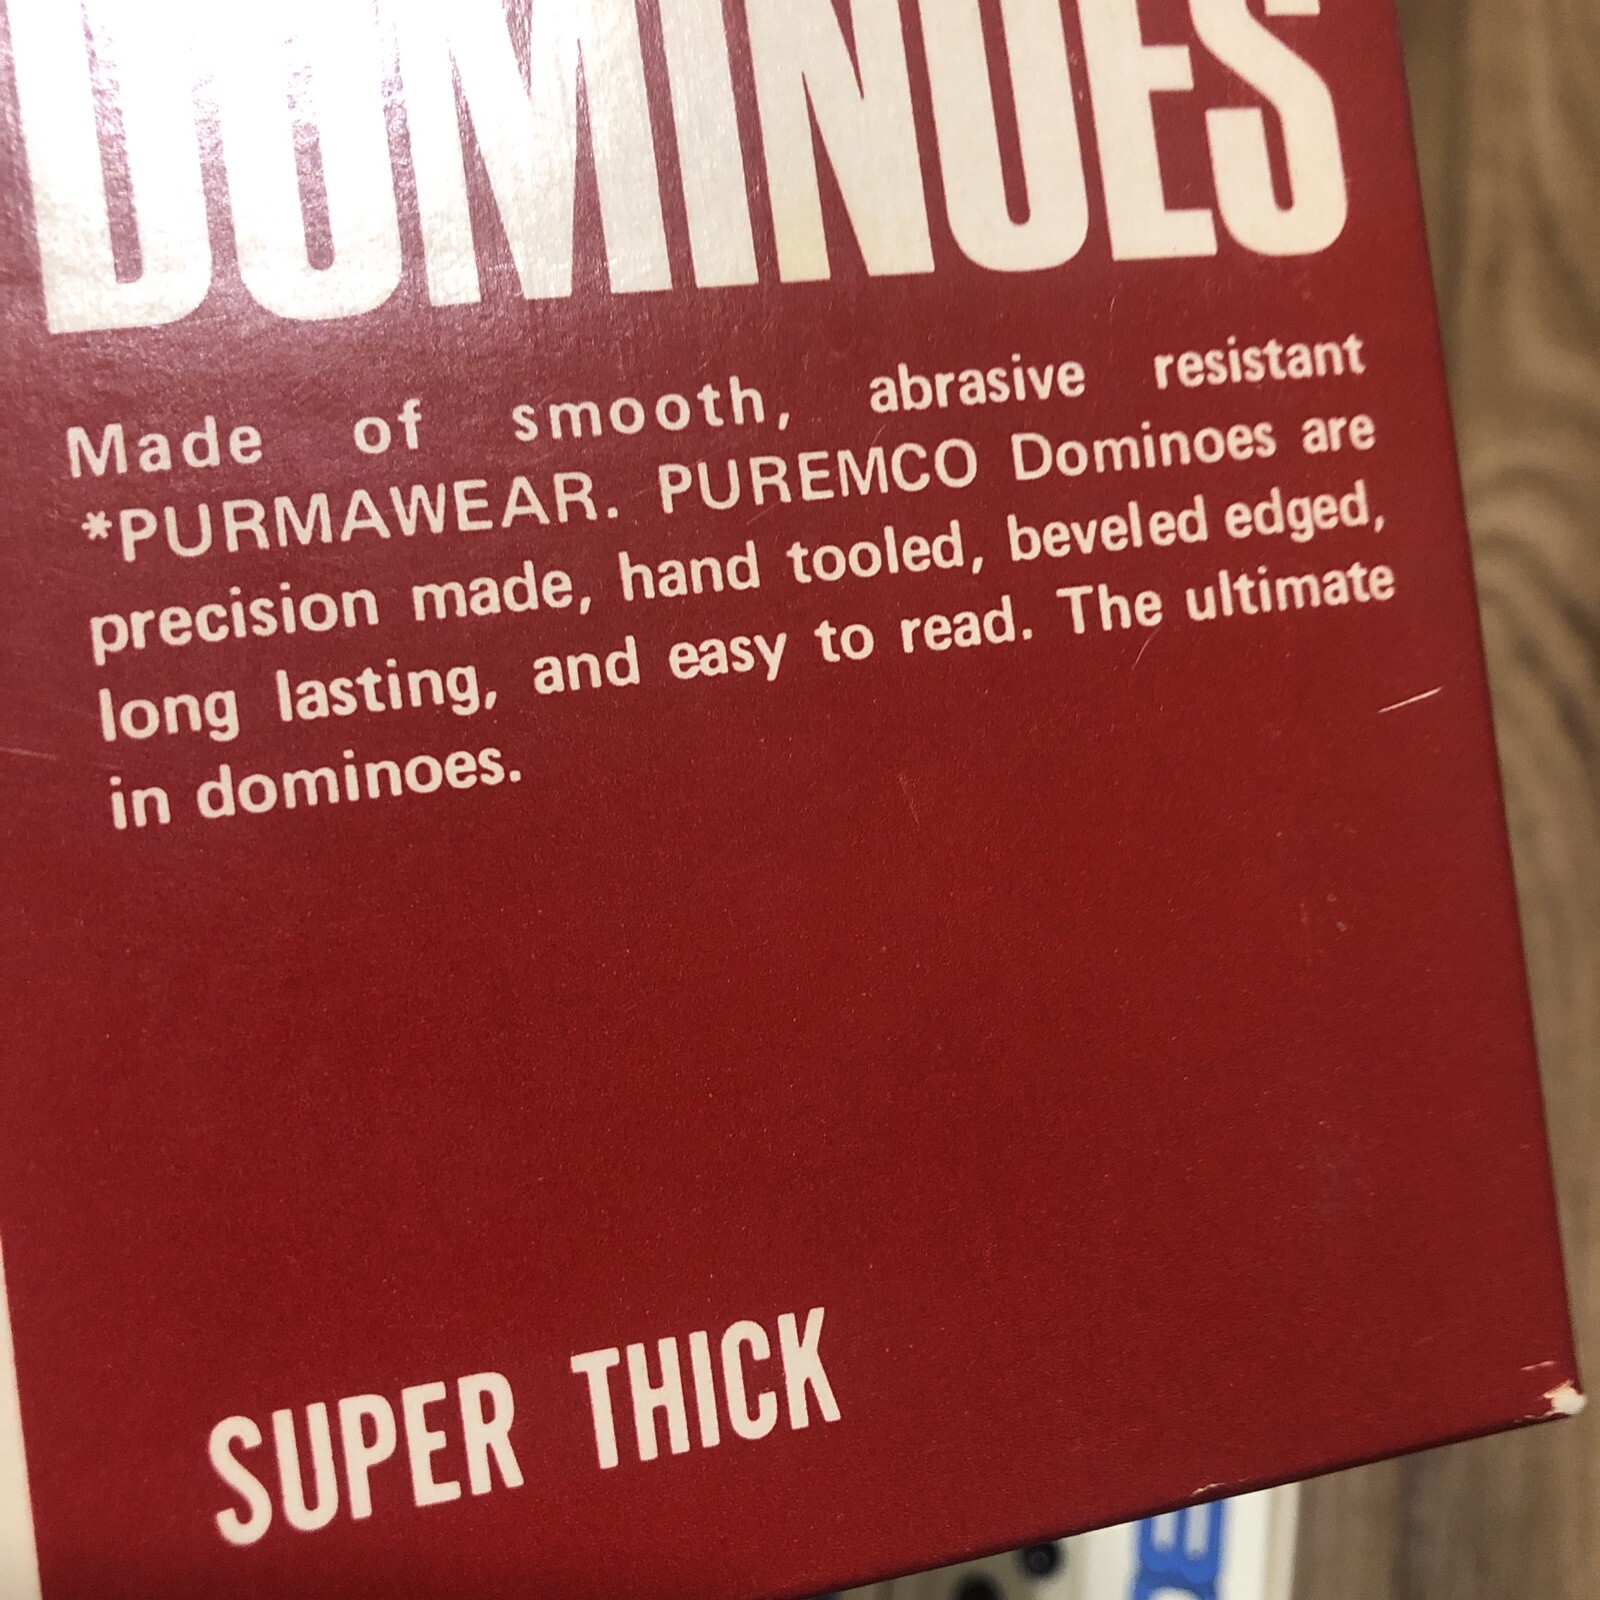 DOMINOES
Made of smooth, abrasive resistant
*PURMAWEAR. PUREMCO Dominoes are
precision made, hand tooled, beveled edged,
long lasting, and easy to read. The ultimate
in dominoes.
SUPER THICK